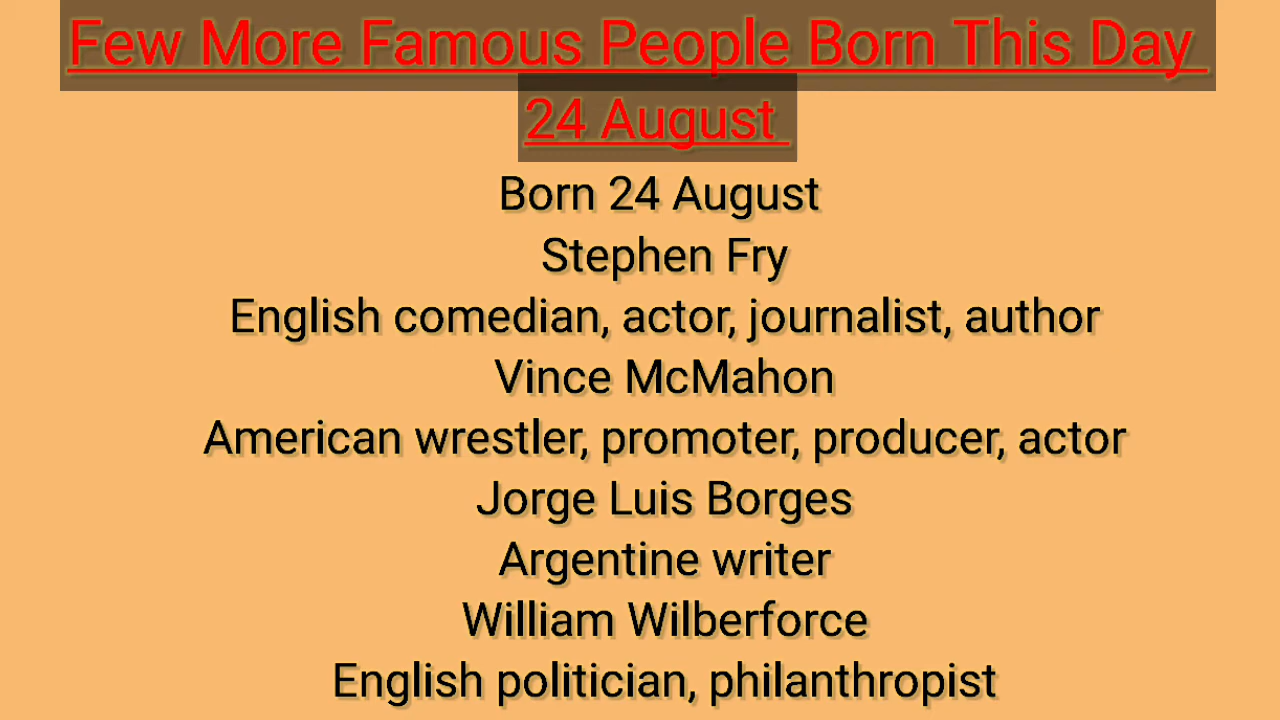 Few More Famous People Born This Day
24 August
Born 24 August
Stephen Fry
English comedian, actor, journalist, author
Vince McMahon
American wrestler, promoter, producer, actor
Jorge Luis Borges
Argentine writer
William Wilberforce
English politician, philanthropist